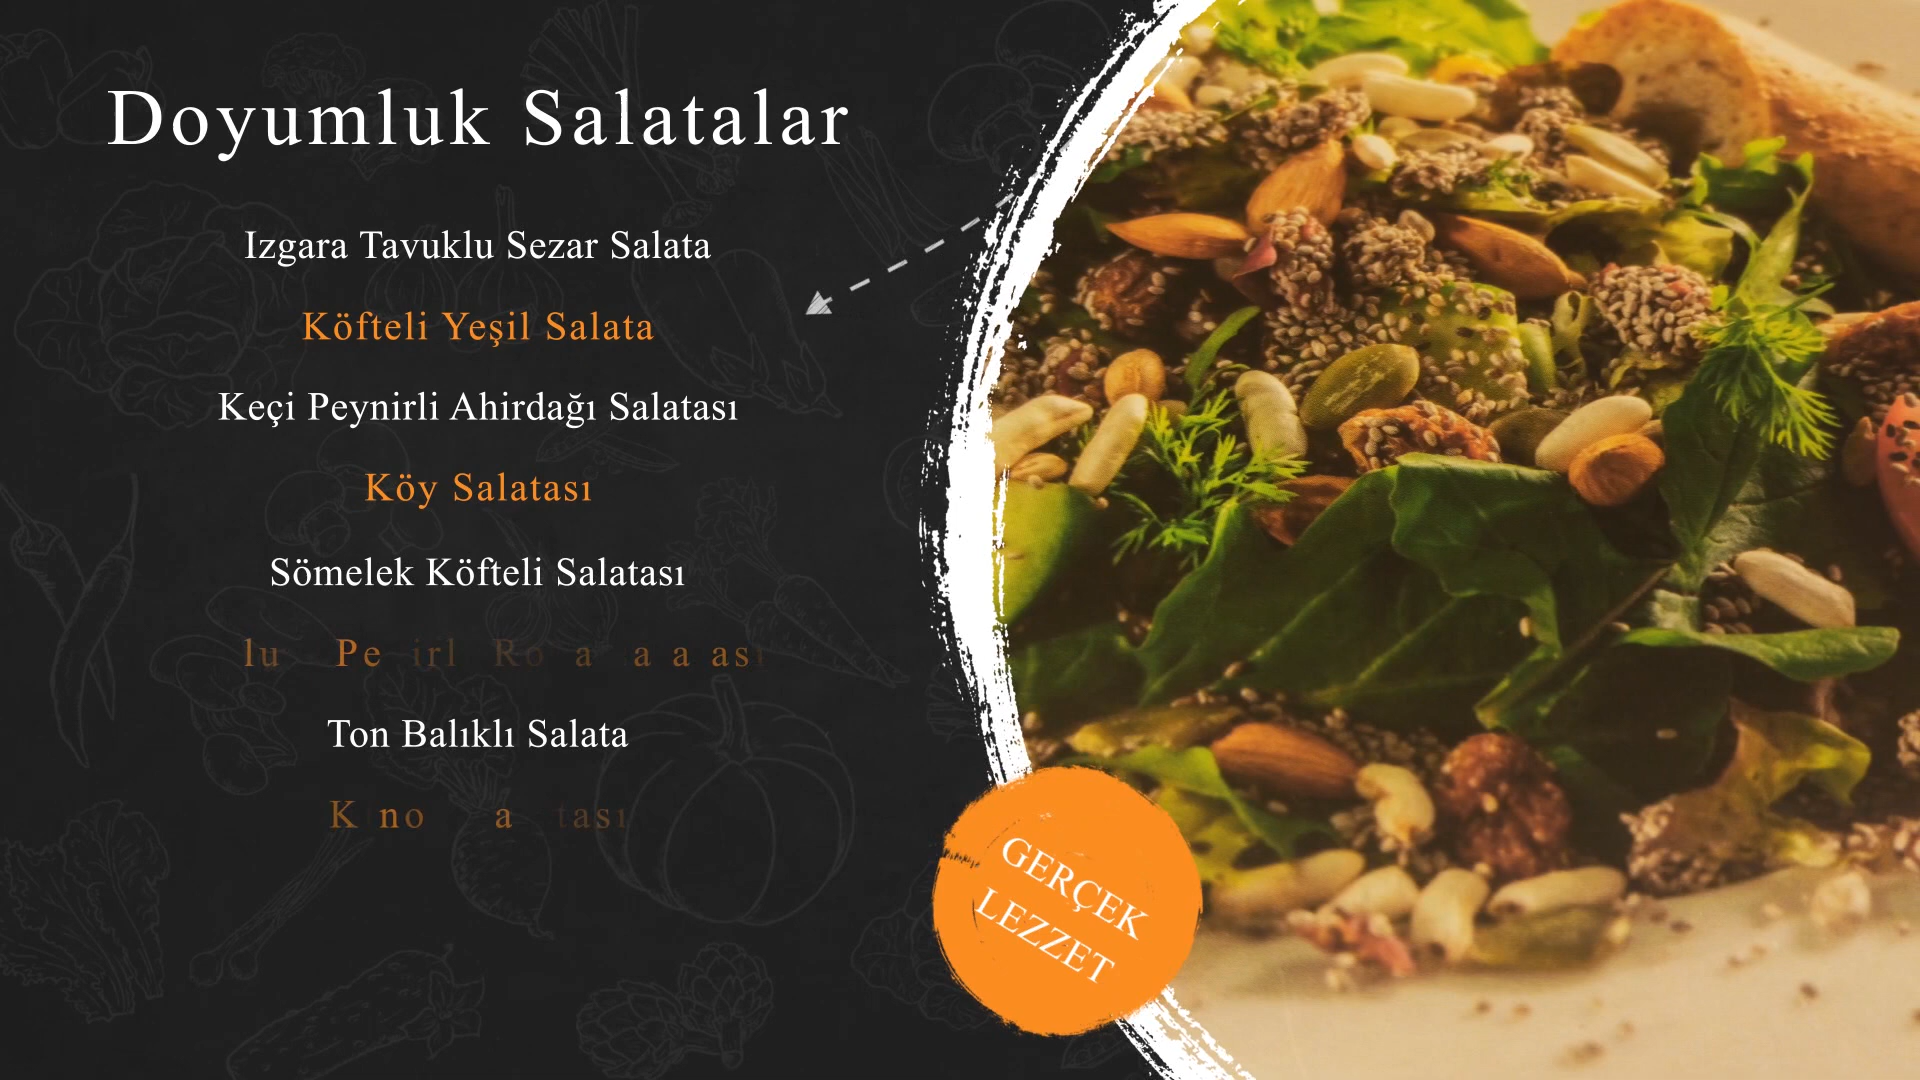 Doyumluk Salatalar
Izgara Tavuklu Sezar Salata
Köfteli Yeşil Salata
Keçi Peynirli Ahirdağı Salatası
Köy Salatası
Sömelek Köfteli Salatası
Ton Balıklı Salata
GERÇEK
LEZZET